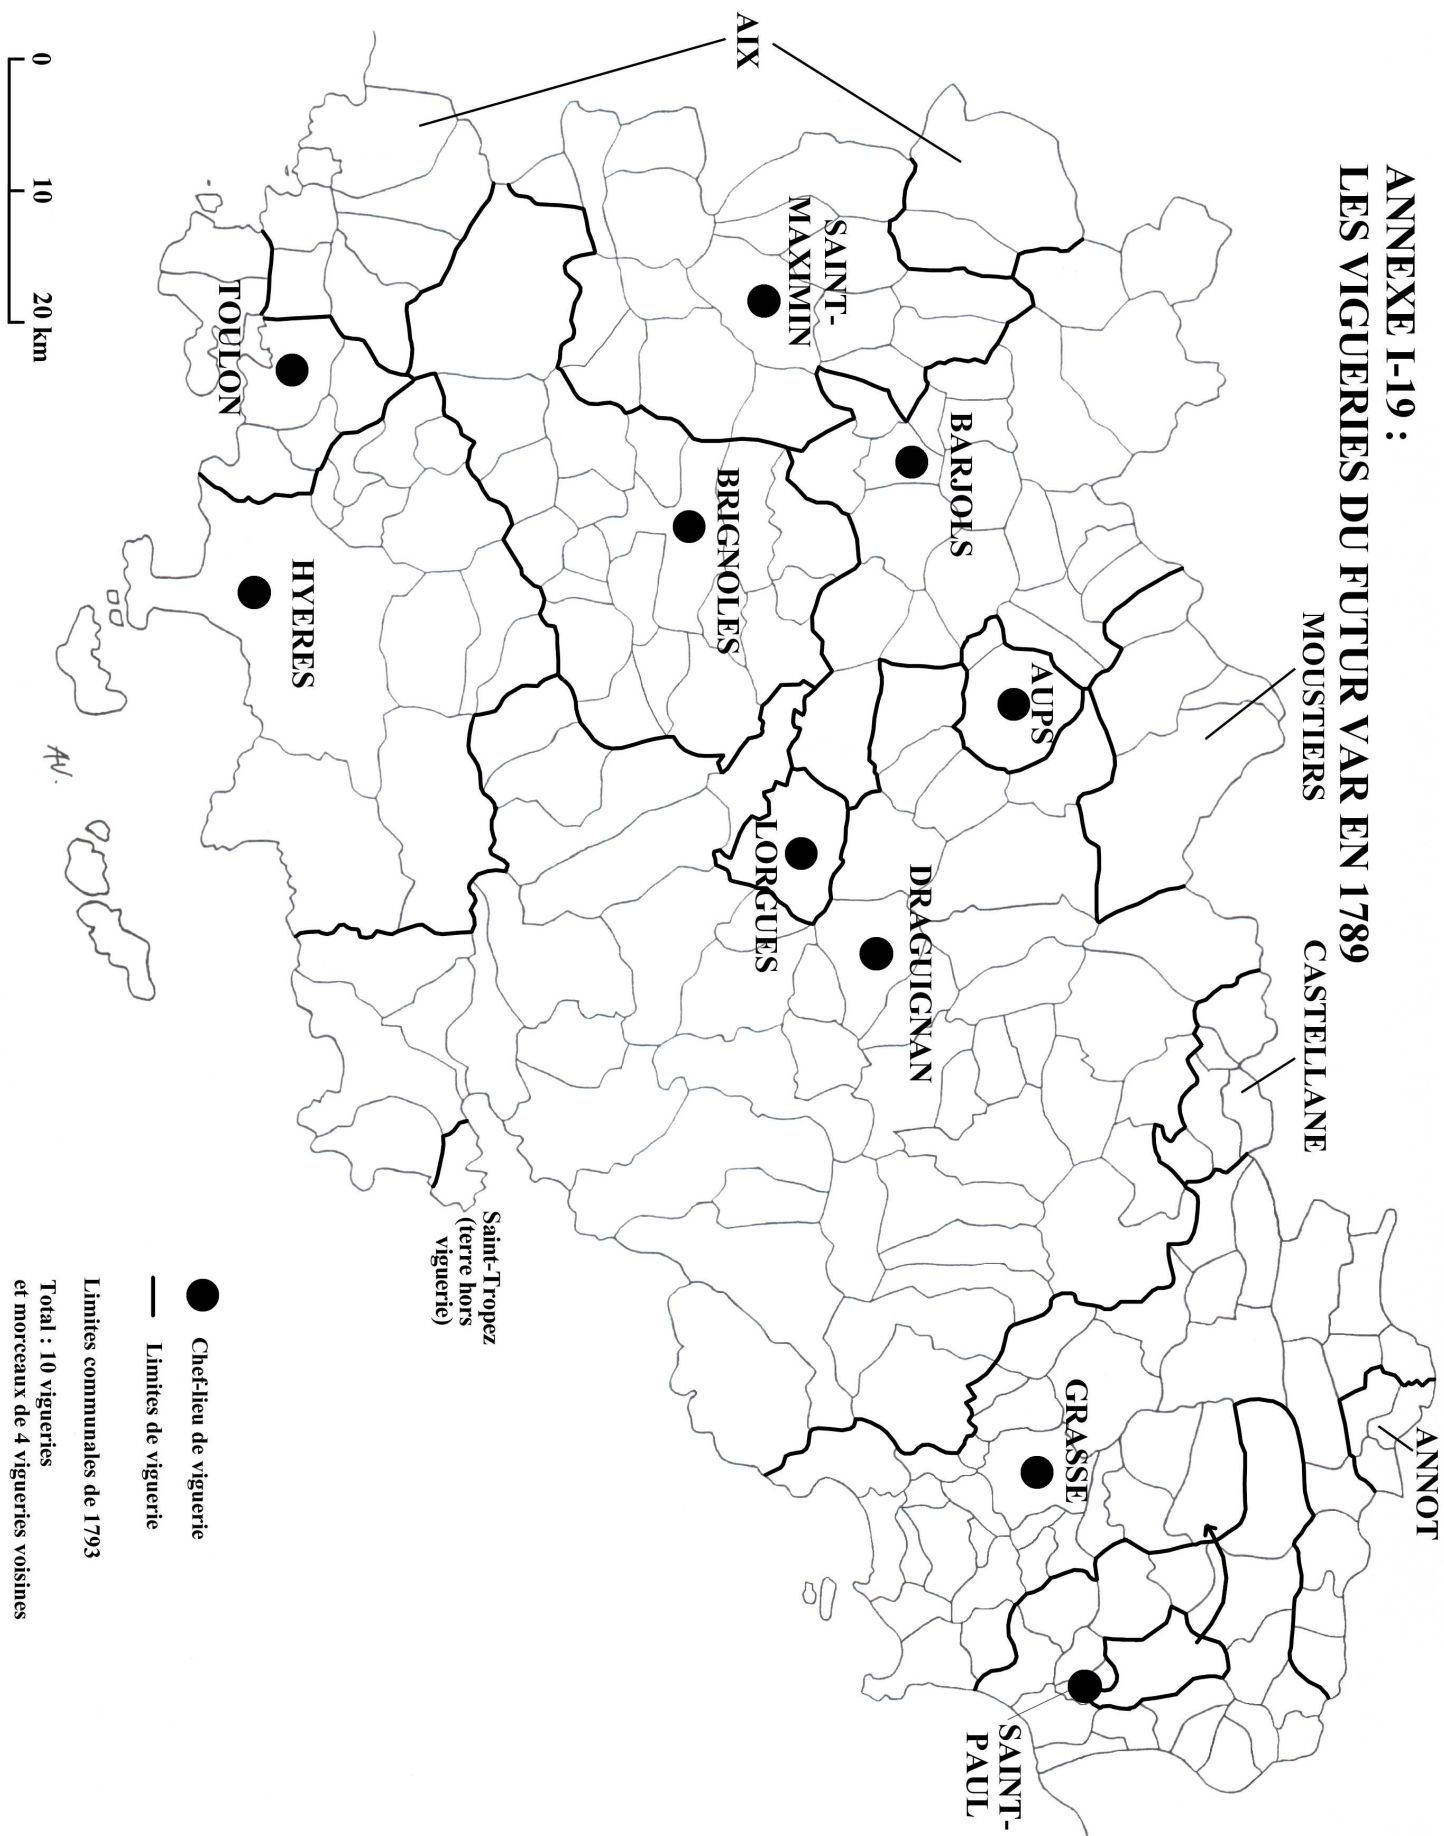 ANNEXE I-19 :
LES VIGUERIES DU FUTUR VAR EN 1789
MOUSTIERS
CASTELLANE
ANNOT
AIX
SAINT-
MAXIMIN
BARJOLS
AUPS
BRIGNOLES
LORGUES
DRAGUIGNAN
GRASSE
SAINT-
PAUL
TOULON
HYERES
Saint-Tropez
(terre hors
viguerie)
0 10 20 km
AV.
Chef-lieu de viguerie
Limites de viguerie
Limites communales de 1793
Total : 10 vigueries
et morceaux de 4 vigueries voisines